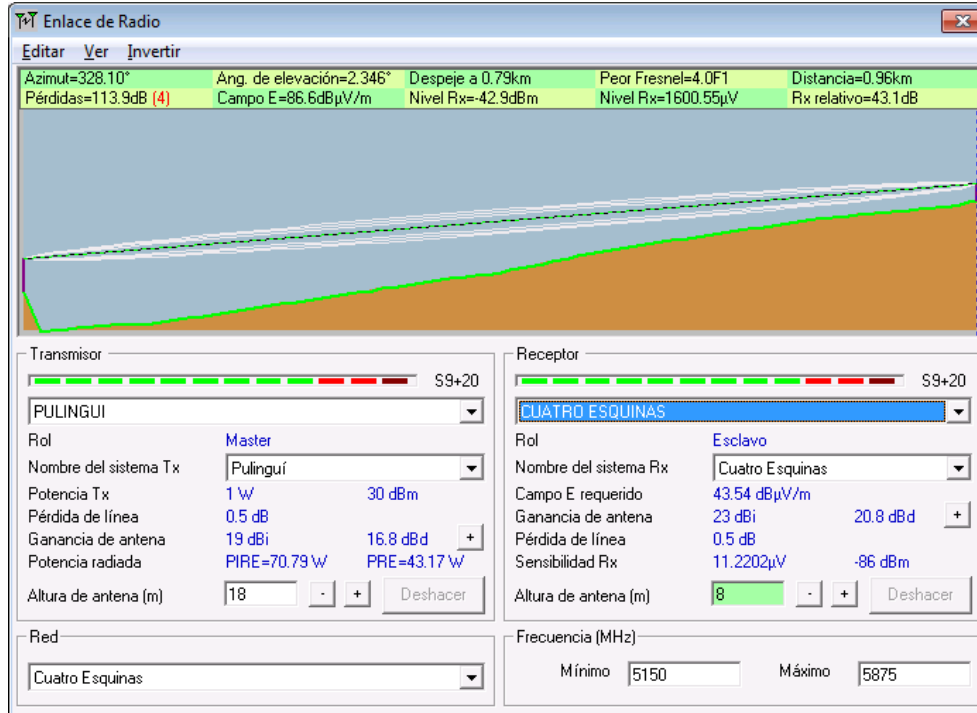 Enlace de Radio
Editar Ver Invertir
Azimut=328.10° Ang. de elevación=2.346° Despeje a 0.79km Peor Fresnel=4.0F1 Distancia=0.96km
Pérdidas=113.9dB (4) Campo E=86.6dBµV/m Nivel Rx=-42.9dBm Nivel Rx=1600.55µV Rx relativo=43.1dB
Transmisor
S9+20
PULINGUI
Rol Master
Nombre del sistema Tx Pulinguí
Potencia Tx 1 W 30 dBm
Pérdida de línea 0.5 dB
Ganancia de antena 19 dBi 16.8 dBd +
Potencia radiada PIRE=70.79 W PRE=43.17 W
Altura de antena (m) 18 - + Deshacer
Red
Cuatro Esquinas
Receptor
S9+20
CUATRO ESQUINAS
Rol Esclavo
Nombre del sistema Rx Cuatro Esquinas
Campo E requerido 43.54 dBµV/m
Ganancia de antena 23 dBi 20.8 dBd +
Pérdida de línea 0.5 dB
Sensibilidad Rx 11.2202µV -86 dBm
Altura de antena (m) 8 - + Deshacer
Frecuencia (MHz)
Mínimo 5150 Máximo 5875